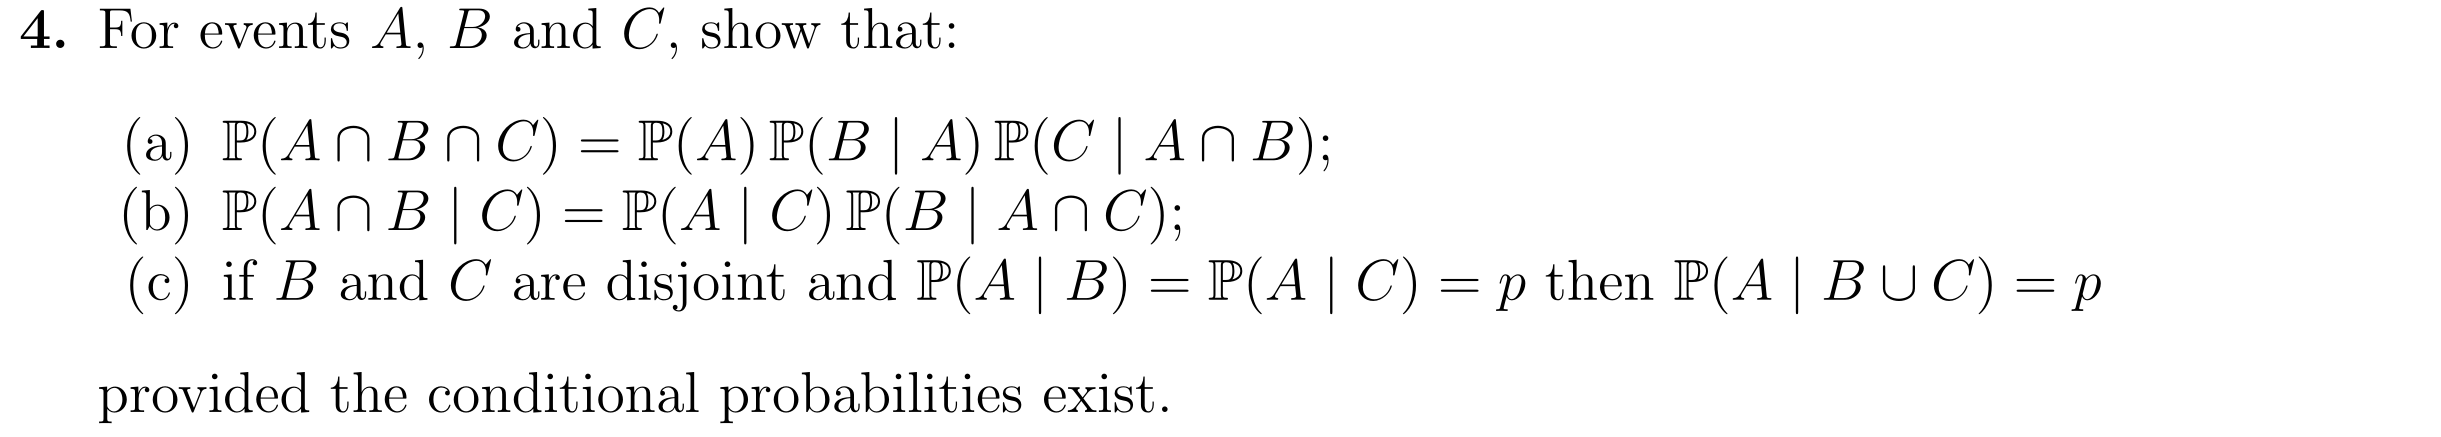 4. For events A, B and C, show that:
(a) ℙ(A ∩ B ∩ C) = ℙ(A) ℙ(B | A) ℙ(C | A ∩ B);
(b) ℙ(A ∩ B | C) = ℙ(A | C) ℙ(B | A ∩ C);
(c) if B and C are disjoint and ℙ(A | B) = ℙ(A | C) = p then ℙ(A | B ∪ C) = p
provided the conditional probabilities exist.